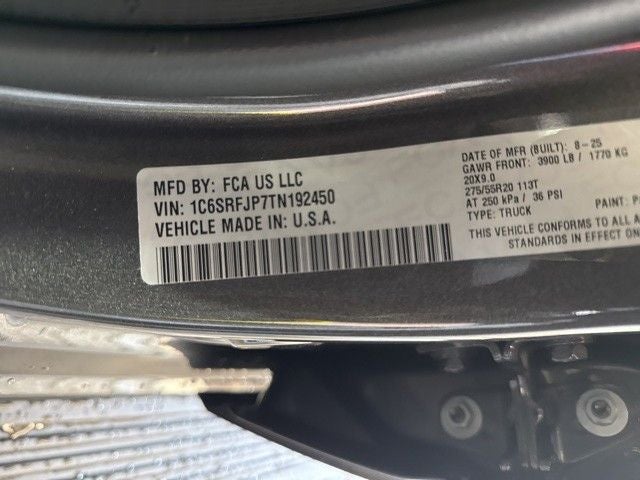 MFD BY: FCA US LLC
VIN: 1C6SRFJP7TN192450
VEHICLE MADE IN: U.S.A.
DATE OF MFR (BUILT): 8-25
GAWR FRONT: 3900 LB / 1770 KG
20X9.0
275/55R20 113T
AT 250 kPa / 36 PSI
TYPE: TRUCK
PAINT:
THIS VEHICLE CONFORMS TO ALL
STANDARDS IN EFFECT ON